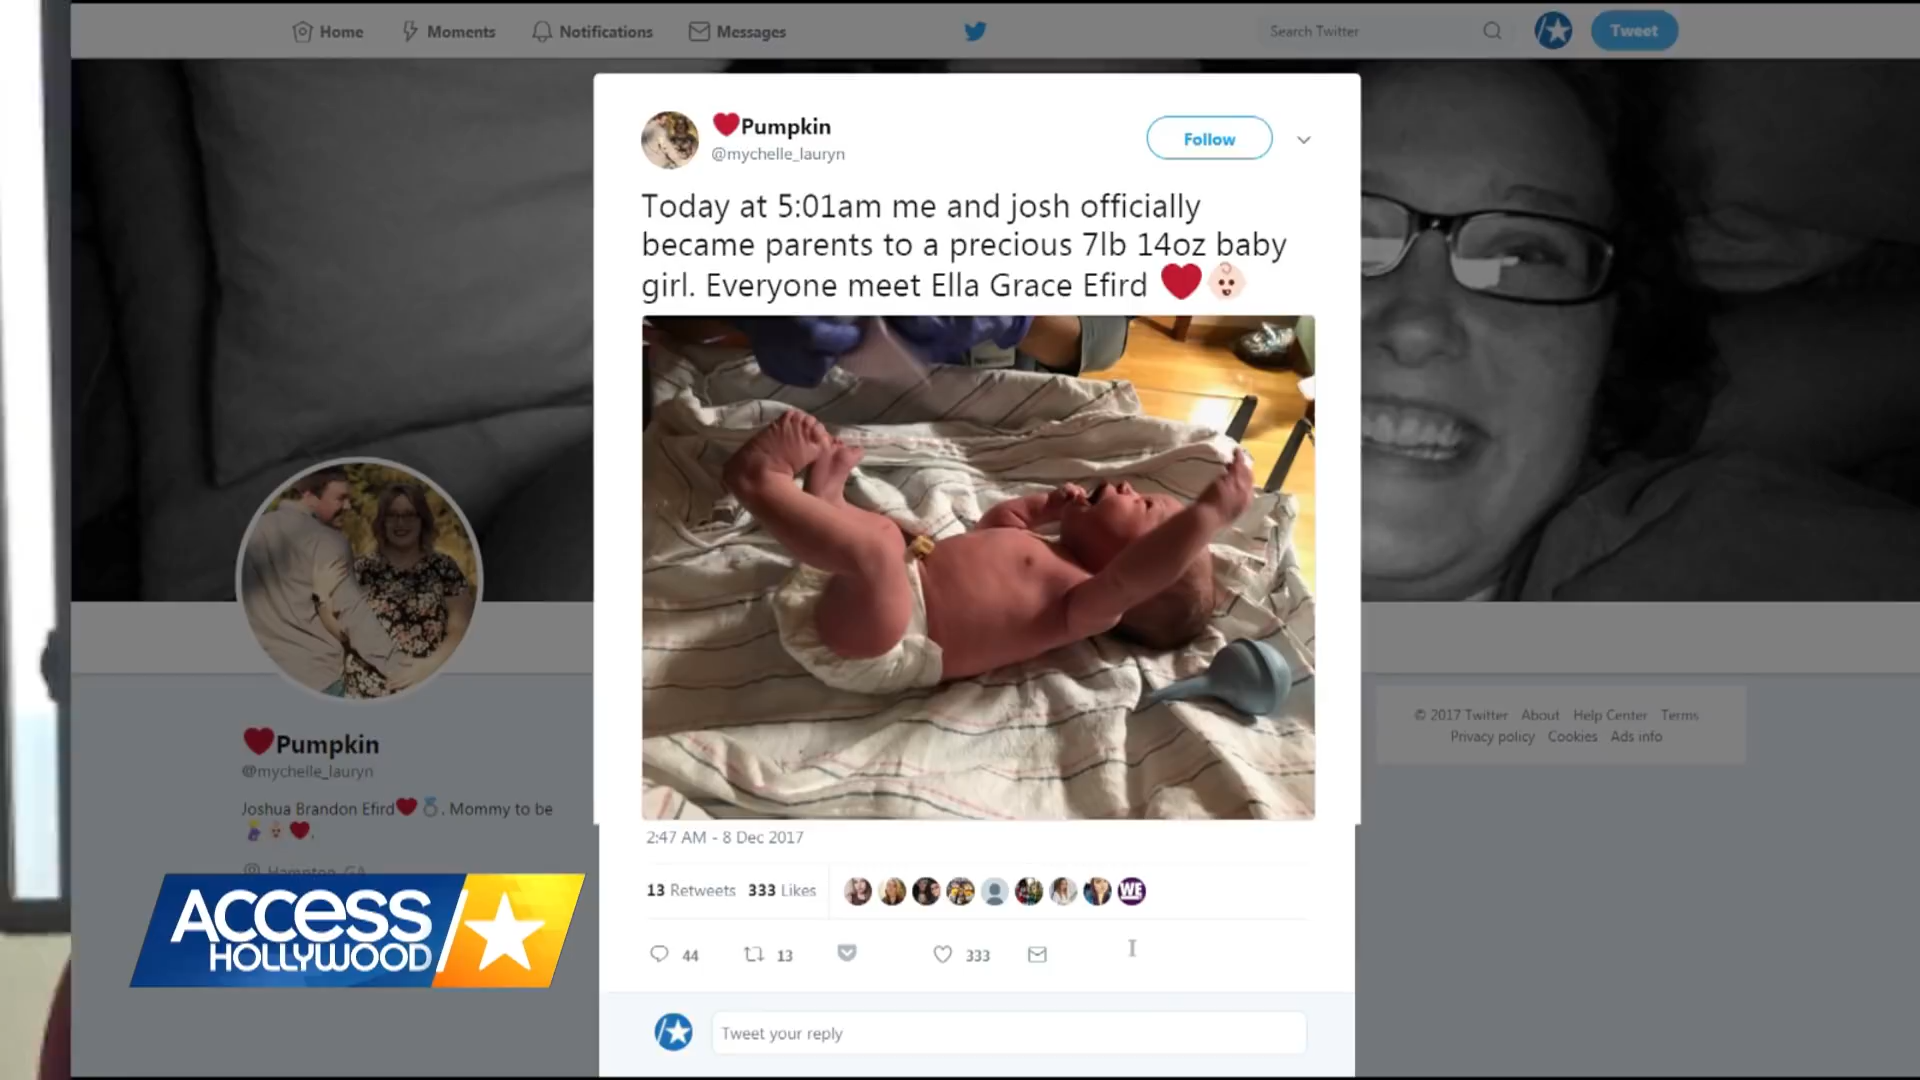 Home Moments Notifications Messages Search Twitter Tweet
Pumpkin
@mychelle_lauryn
Follow
Today at 5:01am me and josh officially
became parents to a precious 7lb 14oz baby
girl. Everyone meet Ella Grace Efird
2:47 AM - 8 Dec 2017
13 Retweets 333 Likes
WE
44 13 333
Tweet your reply
Pumpkin
@mychelle_lauryn
Joshua Brandon Efird . Mommy to be
.
Hampton, GA
ACCESS
HOLLYWOOD
© 2017 Twitter About Help Center Terms
Privacy policy Cookies Ads info